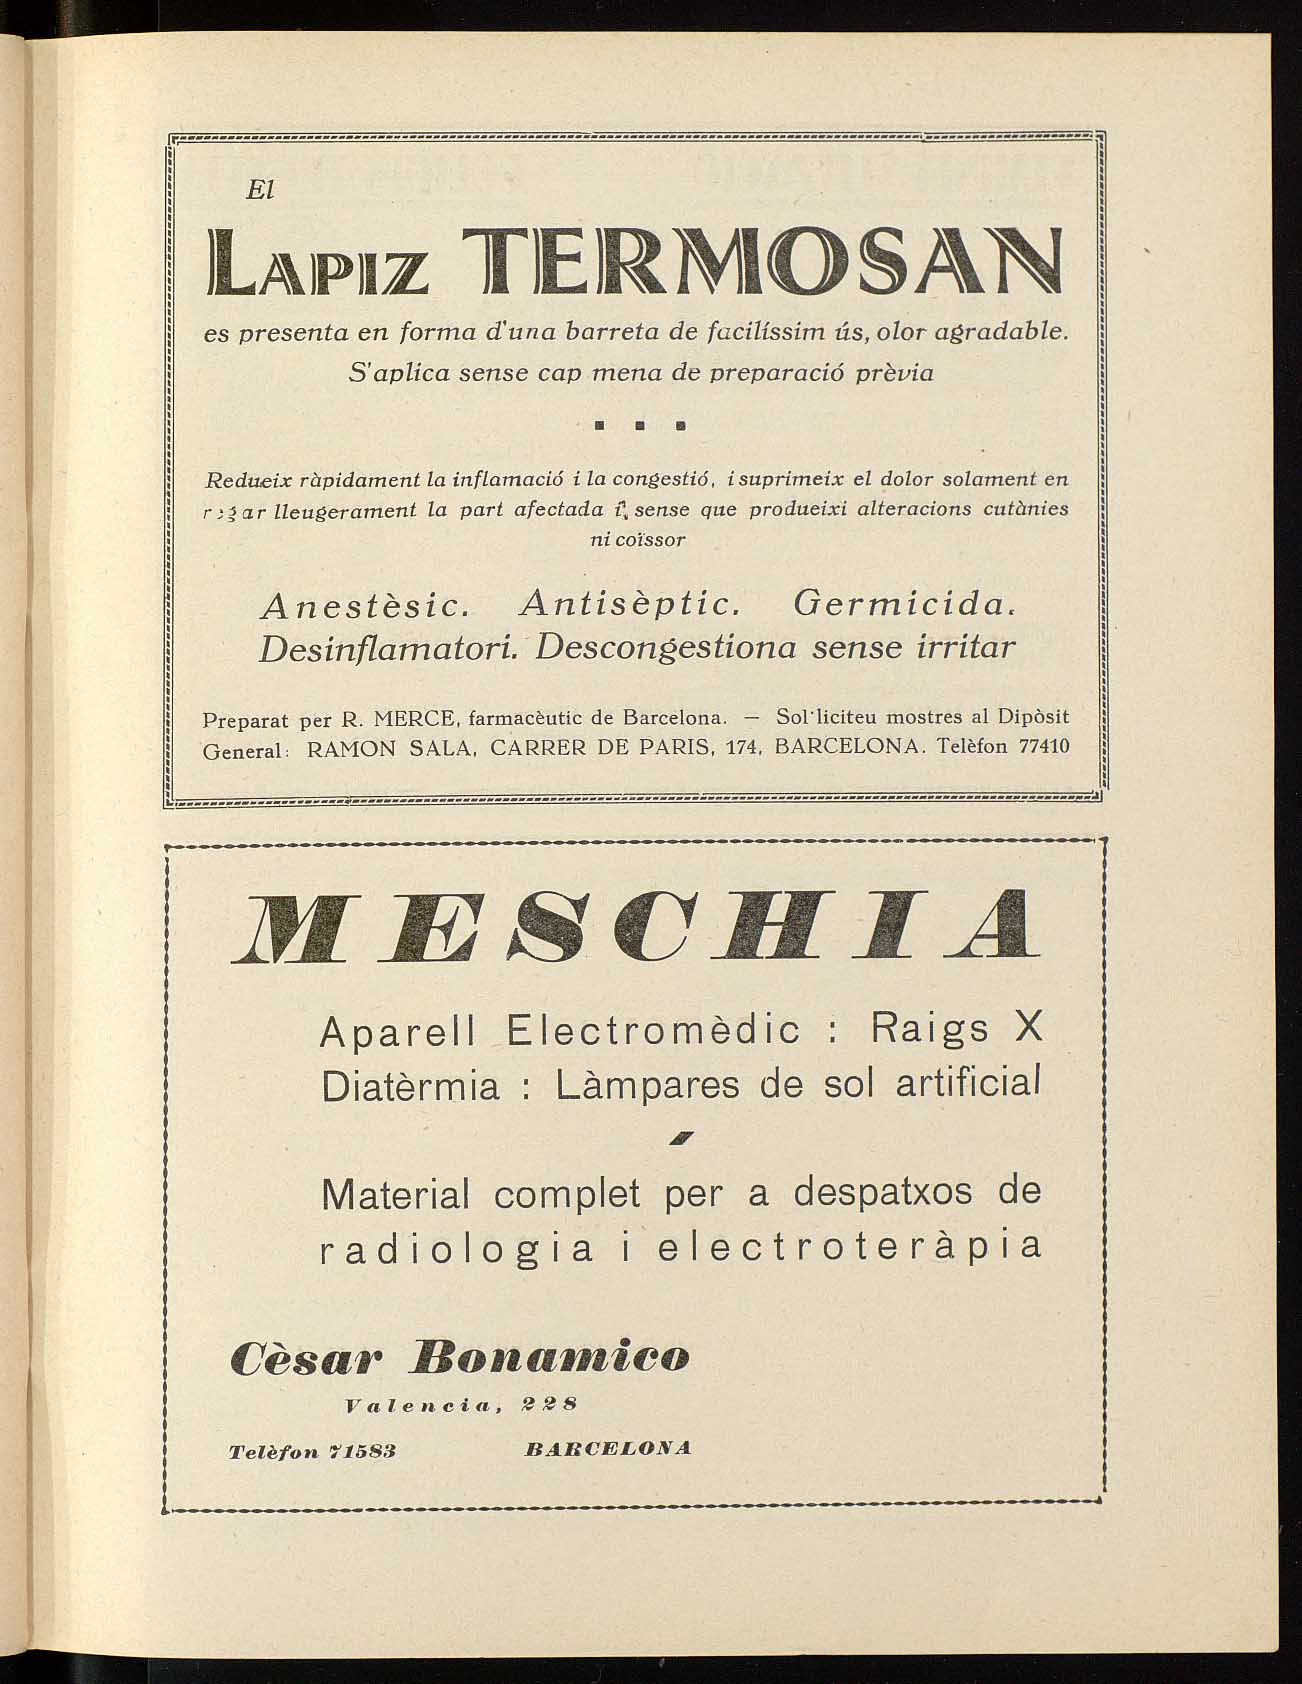 El
LAPIZ TERMOSAN
es presenta en forma d'una barreta de facilíssim ús, olor agradable.
S'aplica sense cap mena de preparació prèvia
Redueix ràpidament la inflamació i la congestió, i suprimeix el dolor solament en
lleugerament la part afectada i sense que produeixi alteracions cutànies
ni coïssor
Anestèsic. Antisèptic. Germicida.
Desinflamatori. Descongestiona sense irritar
Preparat per R. MERCE, farmacèutic de Barcelona. — Sol·liciteu mostres al Dipòsit
General: RAMON SALA, CARRER DE PARIS, 174, BARCELONA. Telèfon 77410
MESCHIA
Aparell Electromèdic : Raigs X
Diatèrmia : Làmpares de sol artificial
Material complet per a despatxos de
radiologia i electroteràpia
Cèsar Bonamico
Valencia, 228
Telèfon 71583 BARCELONA